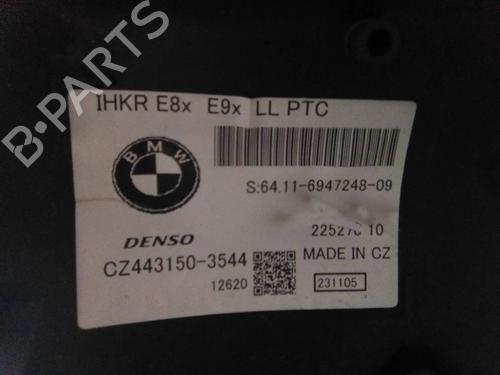 B-PARTS
IHKR E8x E9x LL PTC
BMW
S:64.11-6947248-09
DENSO
CZ443150-3544
225270 10
MADE IN CZ
12620
231105